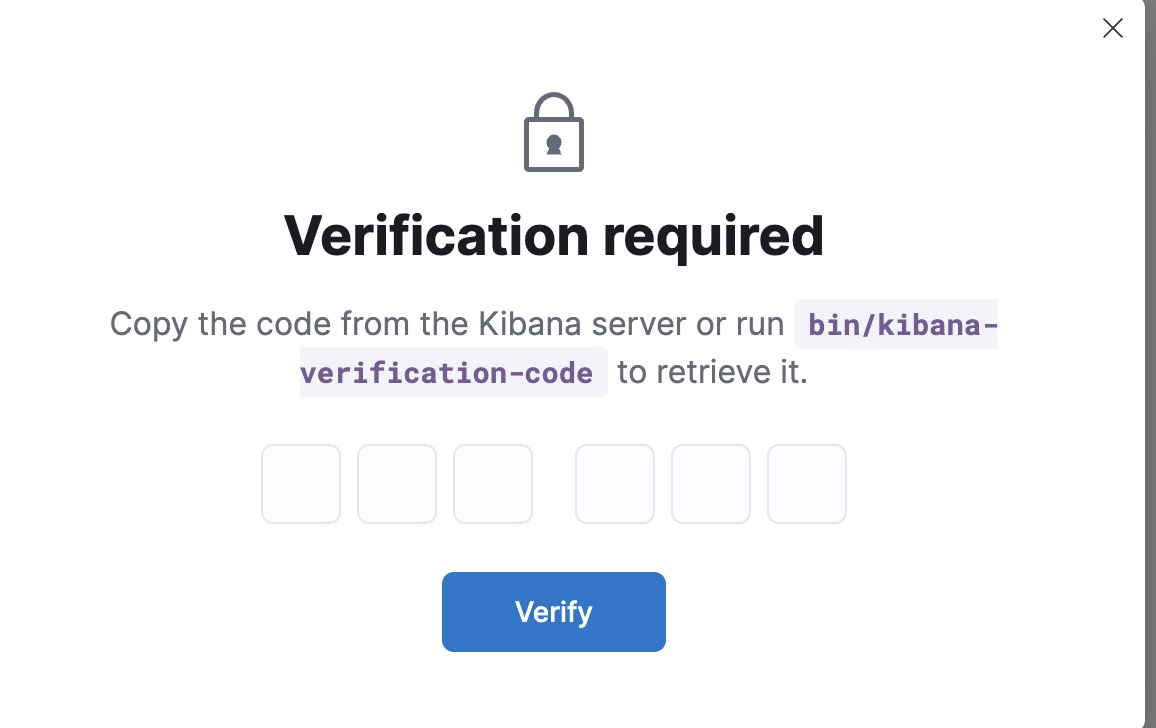 Verification required
Copy the code from the Kibana server or run bin/kibana-
verification-code to retrieve it.
Verify